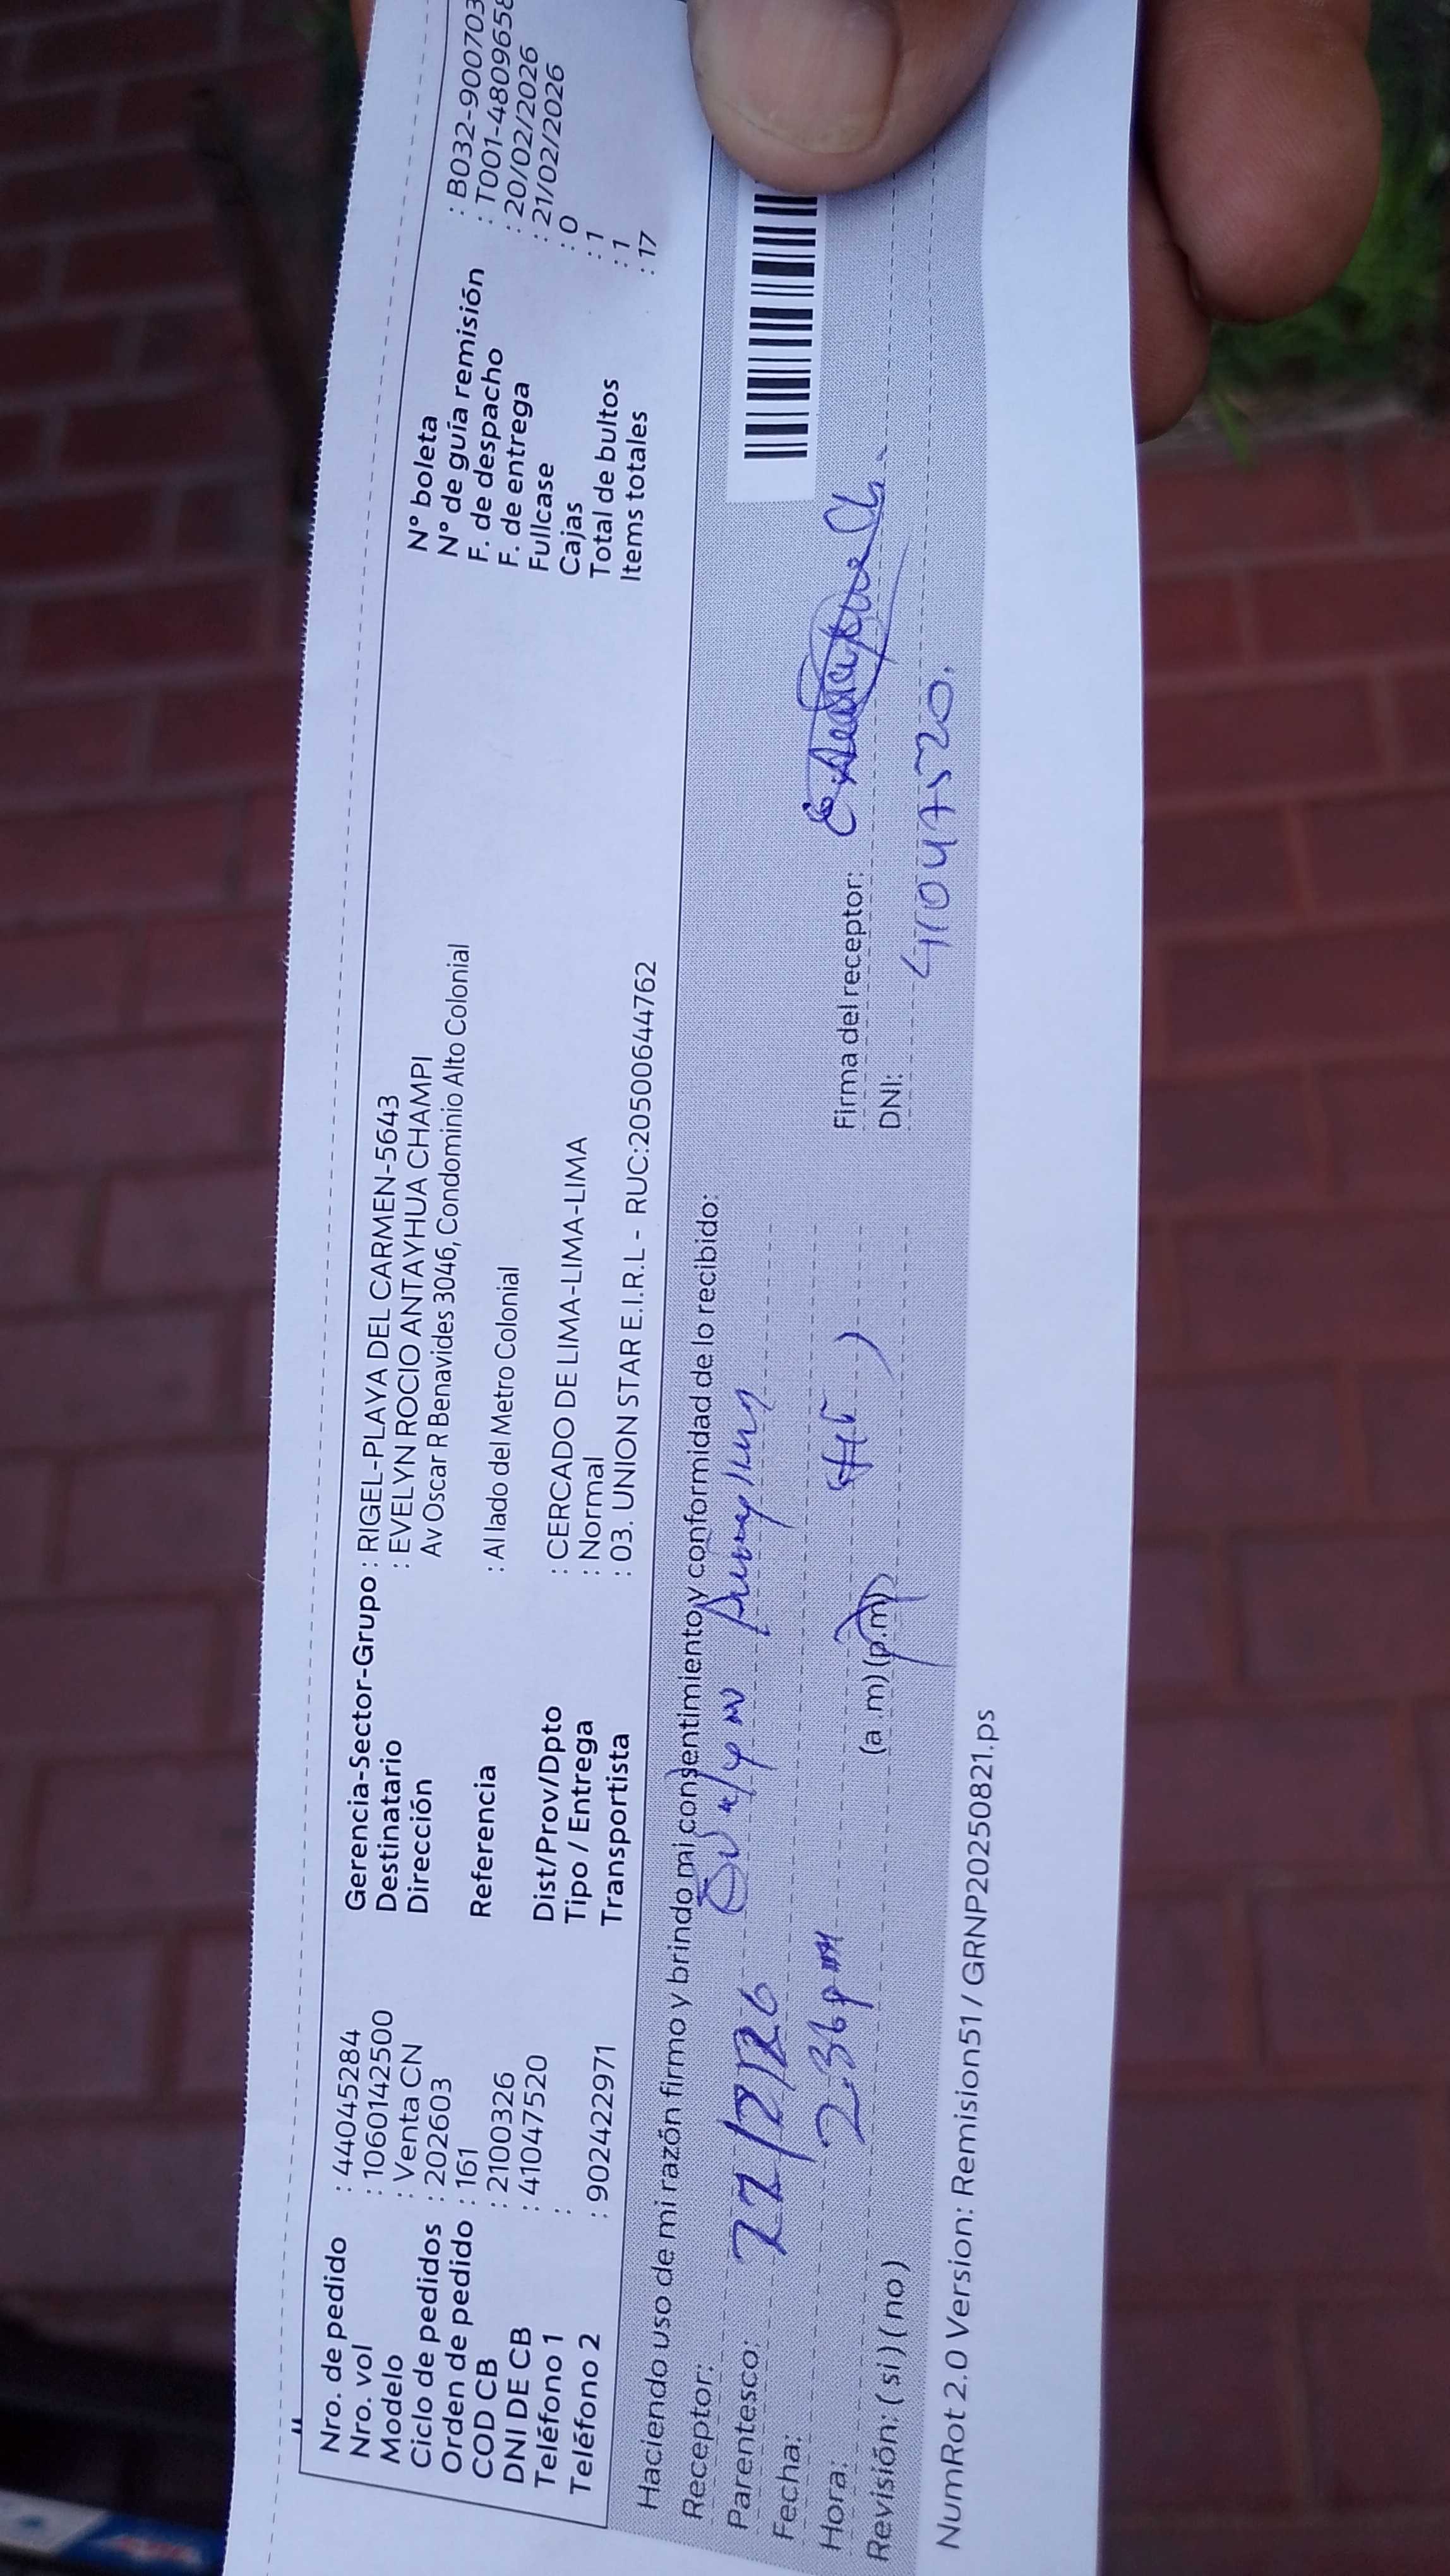 Nro. de pedido : 44045284
Nro. vol : 1060142500
Modelo : Venta CN
Ciclo de pedidos : 202603
Orden de pedido : 161
COD CB : 2100326
DNI DE CB : 41047520
Teléfono 1 :
Teléfono 2 : 902422971
Gerencia-Sector-Grupo : RIGEL-PLAYA DEL CARMEN-5643
Destinatario : EVELYN ROCIO ANTAYHUA CHAMPI
Dirección Av Oscar R Benavides 3046, Condominio Alto Colonial
Referencia : Al lado del Metro Colonial
Dist/Prov/Dpto : CERCADO DE LIMA-LIMA-LIMA
Tipo / Entrega : Normal
Transportista : 03. UNION STAR E.I.R.L - RUC:20500644762
Nº boleta : B032-900703
Nº de guía remisión : T001-4809658
F. de despacho : 20/02/2026
F. de entrega : 21/02/2026
Fullcase : 0
Cajas : 1
Total de bultos : 1
Items totales : 17
Haciendo uso de mi razón firmo y brindo mi consentimiento y conformidad de lo recibido:
Receptor:
Parentesco:
Fecha:
Hora: 2:36pm
Revisión: ( si ) ( no )
(a .m) (p.m)
Firma del receptor:
DNI: 41047520.
NumRot 2.0 Version: Remision51 / GRNP20250821.ps